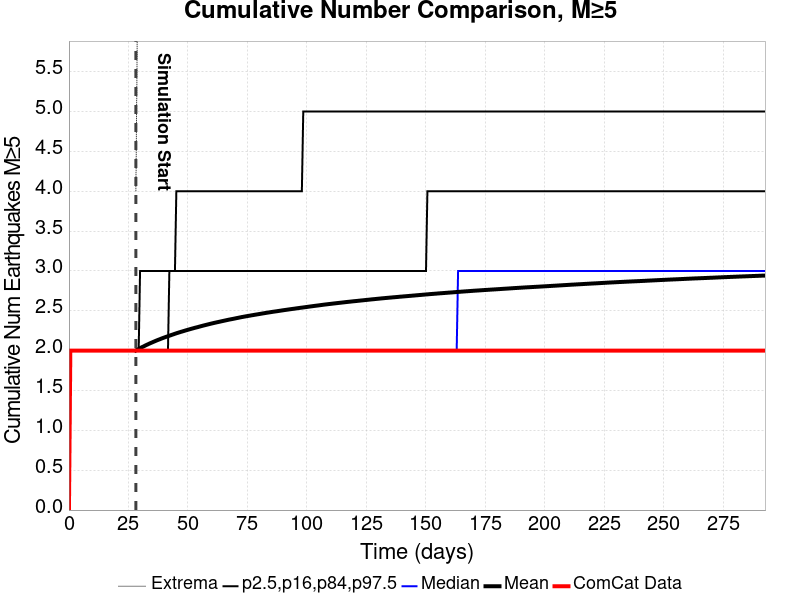 Cumulative Number Comparison, M≥5
Cumulative Num Earthquakes M≥5
5.5
5.0
4.5
4.0
3.5
3.0
2.5
2.0
1.5
1.0
0.5
0.0
Simulation Start
0 25 50 75 100 125 150 175 200 225 250 275
Time (days)
Extrema p2.5,p16,p84,p97.5 Median Mean ComCat Data